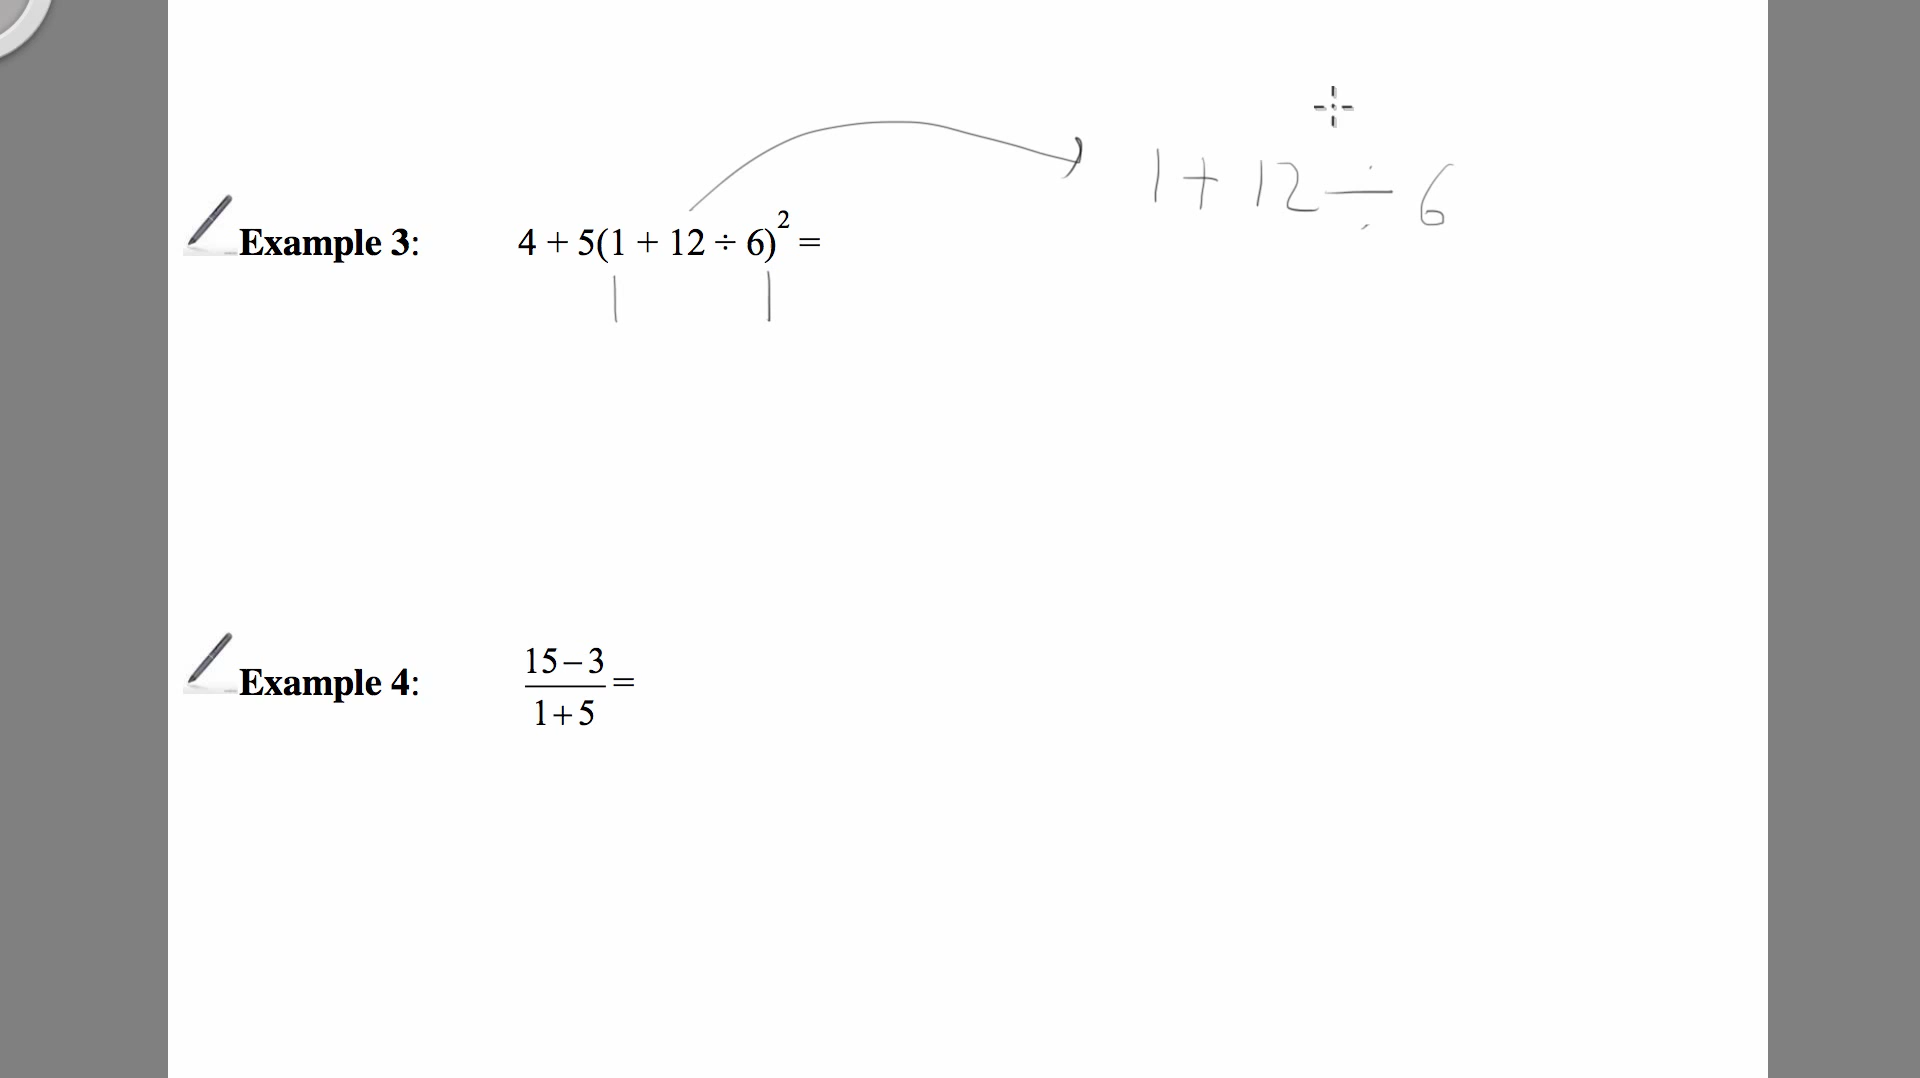 1 + 12 ÷ 6
Example 3: 4 + 5(1 + 12 ÷ 6)² =
Example 4: 15 – 3
1 + 5 =